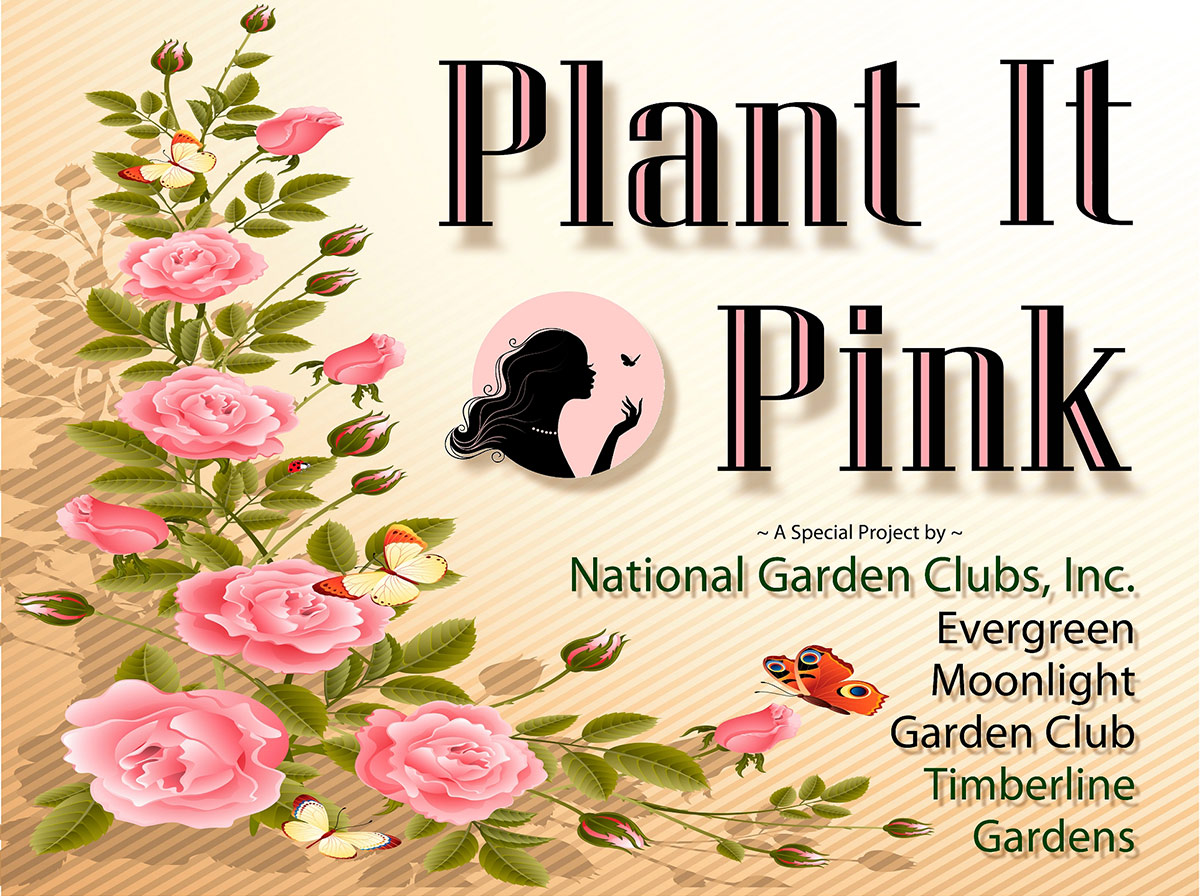 Plant It
Pink
~ A Special Project by ~
National Garden Clubs, Inc.
Evergreen
Moonlight
Garden Club
Timberline
Gardens